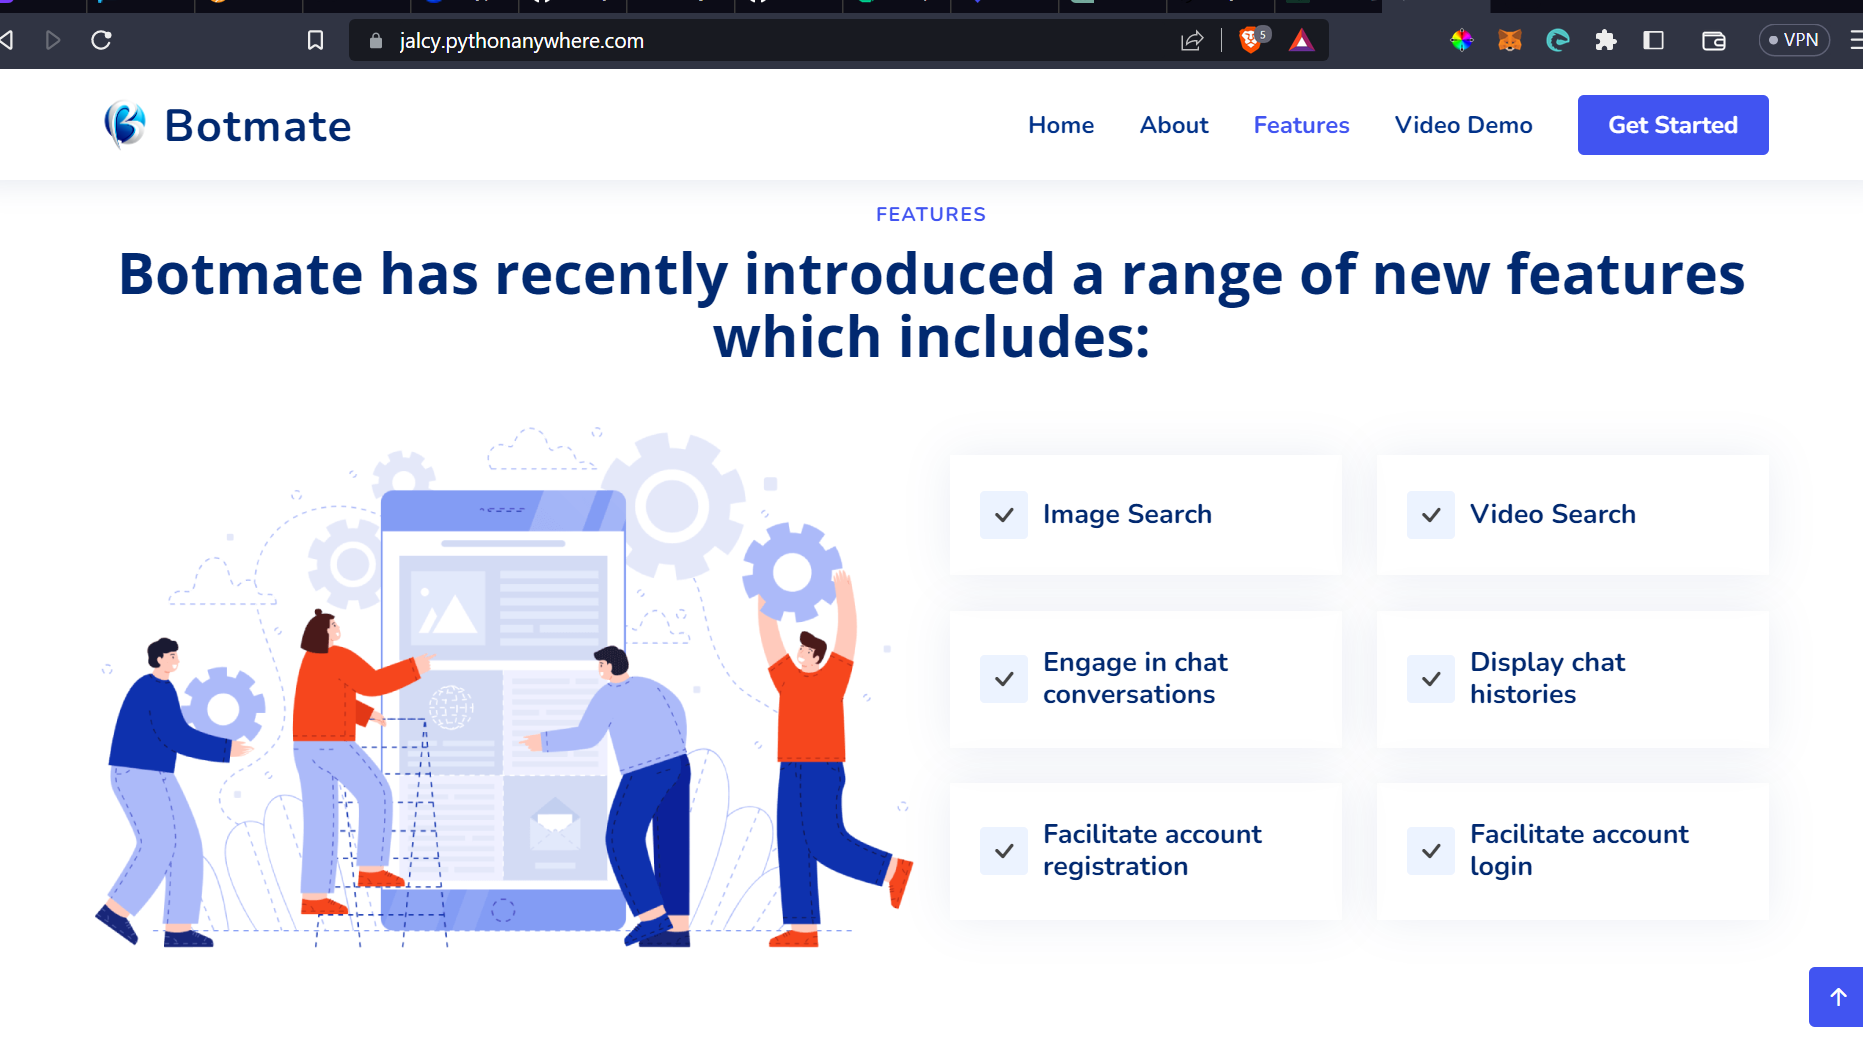 jalcy.pythonanywhere.com
5
VPN
Botmate
Home
About
Features
Video Demo
Get Started
FEATURES
Botmate has recently introduced a range of new features
which includes:
Image Search
Video Search
Engage in chat
conversations
Display chat
histories
Facilitate account
registration
Facilitate account
login